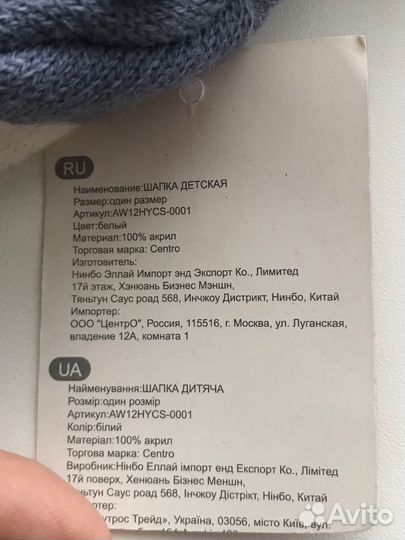 RU
Наименование:ШАПКА ДЕТСКАЯ
Размер:один размер
Артикул:AW12HYCS-0001
Цвет:белый
Материал:100% акрил
Торговая марка: Centro
Изготовитель:
Нинбо Эллай Импорт энд Экспорт Ко., Лимитед
17й этаж, Хэнюань Бизнес Мэншн,
Тяньтун Саус роад 568, Инчжоу Дистрикт, Нинбо, Китай
Импортер:
ООО "ЦентрО", Россия, 115516, г. Москва, ул. Луганская,
владение 12А, комната 1
UA
Найменування:ШАПКА ДИТЯЧА
Розмір:один розмір
Артикул:AW12HYCS-0001
Колір:білий
Матеріал:100% акрил
Торгова марка: Centro
Виробник:Нінбо Еллай імпорт енд Експорт Ко., Лімітед
17й поверх, Хенюань Бізнес Меншн,
Тяньтун Саус роад 568, Інчжоу Дістрікт, Нінбо, Китай
Трейд», Україна, 03056, місто Київ, вул.
Avito